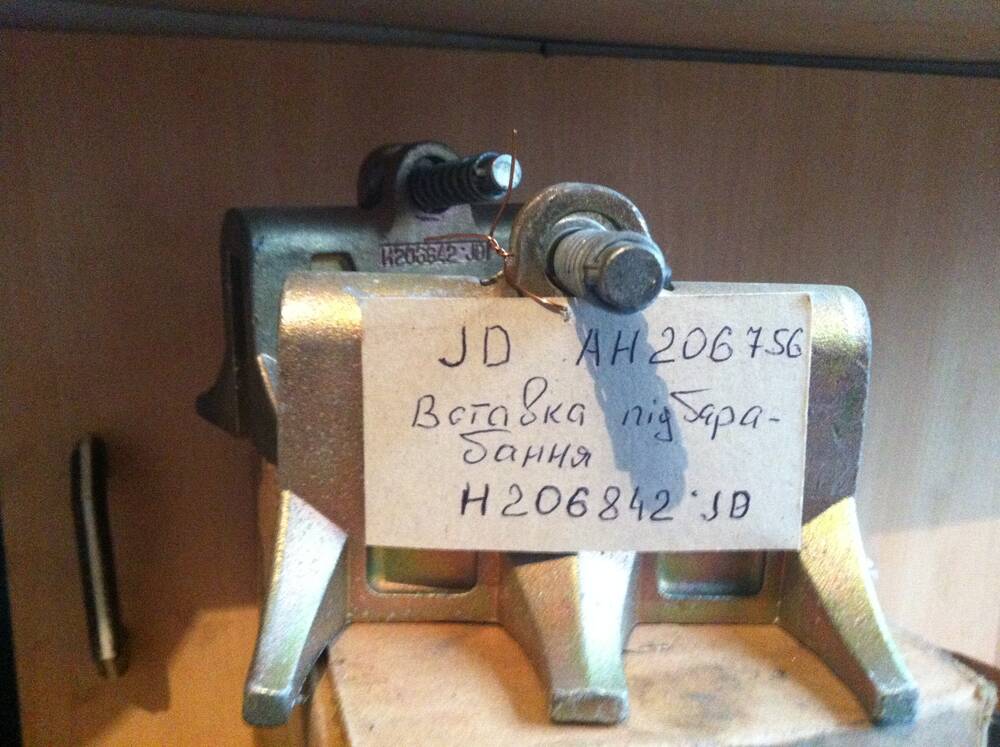 H206842·JD
JD AH206756
Вставка підбара-
бання
H206842·JD